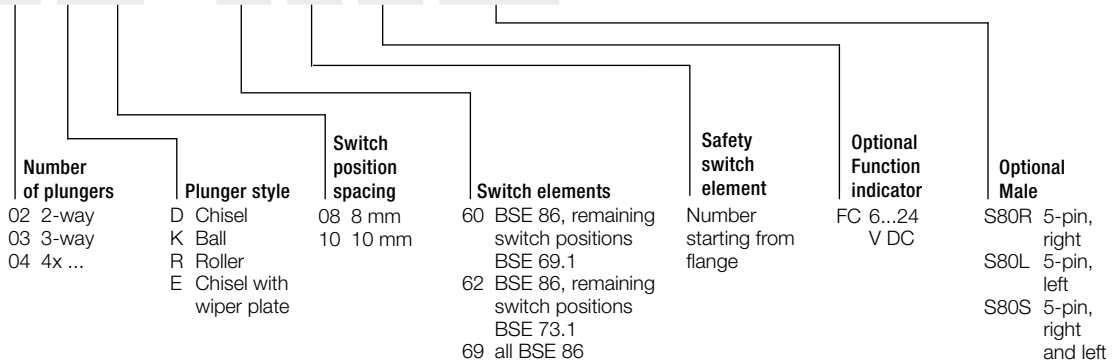 Number
of plungers
02 2-way
03 3-way
04 4x ...
Plunger style
D Chisel
K Ball
R Roller
E Chisel with
wiper plate
Switch
position
spacing
08 8 mm
10 10 mm
Switch elements
60 BSE 86, remaining
switch positions
BSE 69.1
62 BSE 86, remaining
switch positions
BSE 73.1
69 all BSE 86
Safety
switch
element
Number
starting from
flange
Optional
Function
indicator
FC 6...24
V DC
Optional
Male
S80R 5-pin,
right
S80L 5-pin,
left
S80S 5-pin,
right
and left